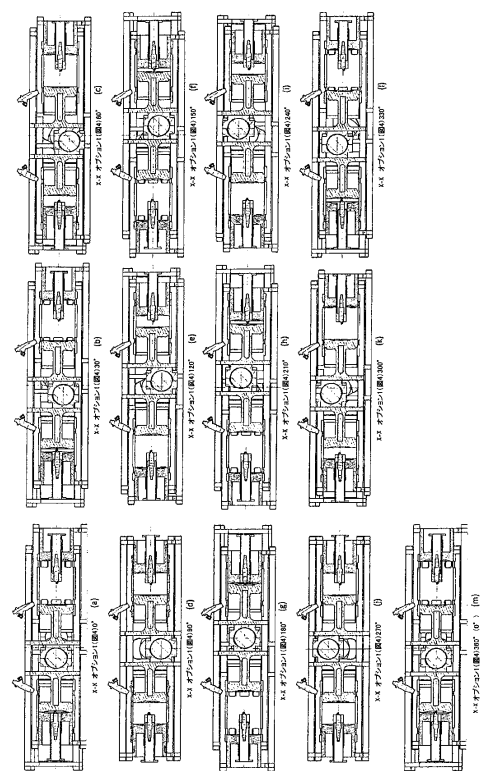 X-X オプション1(図4)0° (a)
X-X オプション1(図4)30° (b)
X-X オプション1(図4)60° (c)
X-X オプション1(図4)90° (d)
X-X オプション1(図4)120° (e)
X-X オプション1(図4)150° (f)
X-X オプション1(図4)180° (g)
X-X オプション1(図4)210° (h)
X-X オプション1(図4)240° (i)
X-X オプション1(図4)270° (j)
X-X オプション1(図4)300° (k)
X-X オプション1(図4)330° (l)
X-X オプション1(図4)360° (0°) (m)